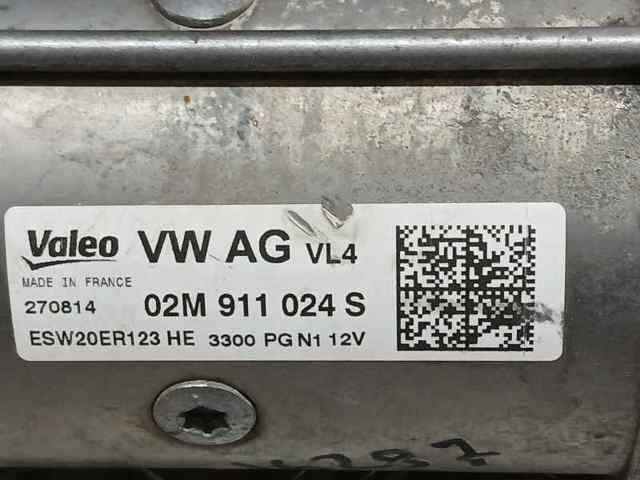 Valeo VW AG VL4
MADE IN FRANCE
270814 02M 911 024 S
ESW20ER123 HE 3300 PG N1 12V